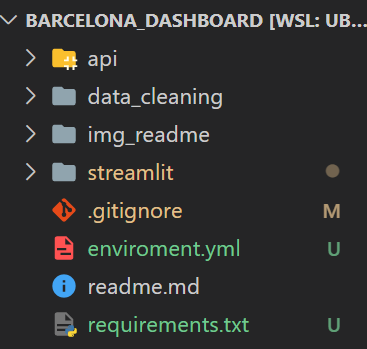 BARCELONA_DASHBOARD [WSL: UB...
api
data_cleaning
img_readme
streamlit
.gitignore M
enviroment.yml U
readme.md
requirements.txt U